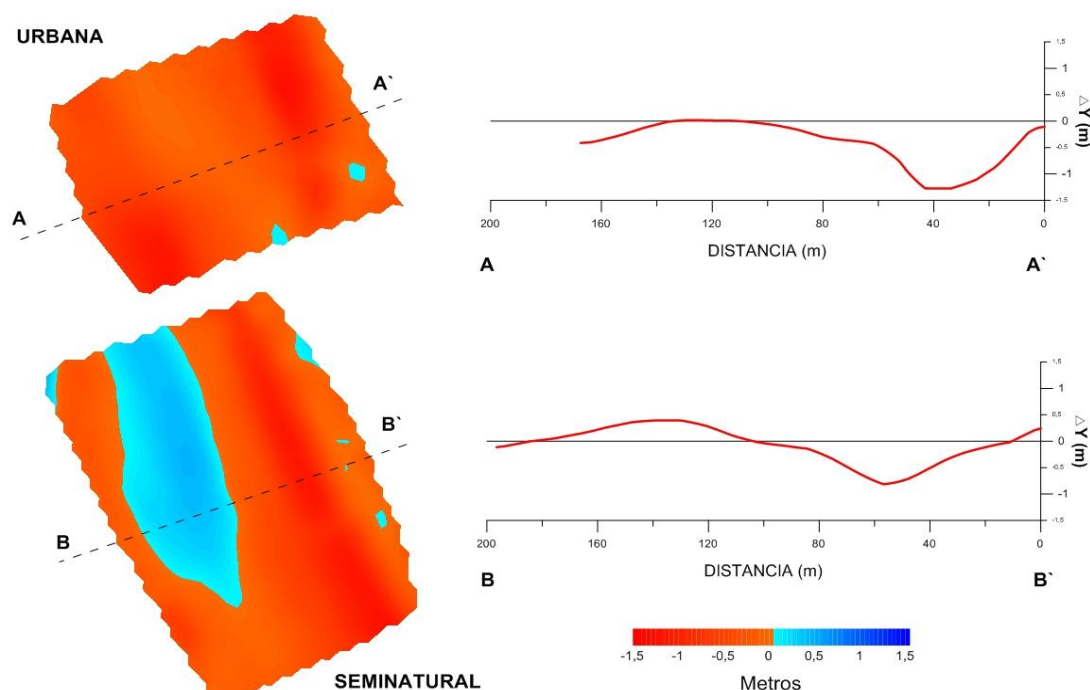 URBANA
A`
A
1,5
1
0,5
0
-0,5
-1
-1,5
△Y (m)
200 160 120 80 40 0
DISTANCIA (m)
A A`
B`
B
SEMINATURAL
1,5
1
0,5
0
-0,5
-1
-1,5
△Y (m)
200 160 120 80 40 0
DISTANCIA (m)
B B`
-1,5 -1 -0,5 0 0,5 1 1,5
Metros